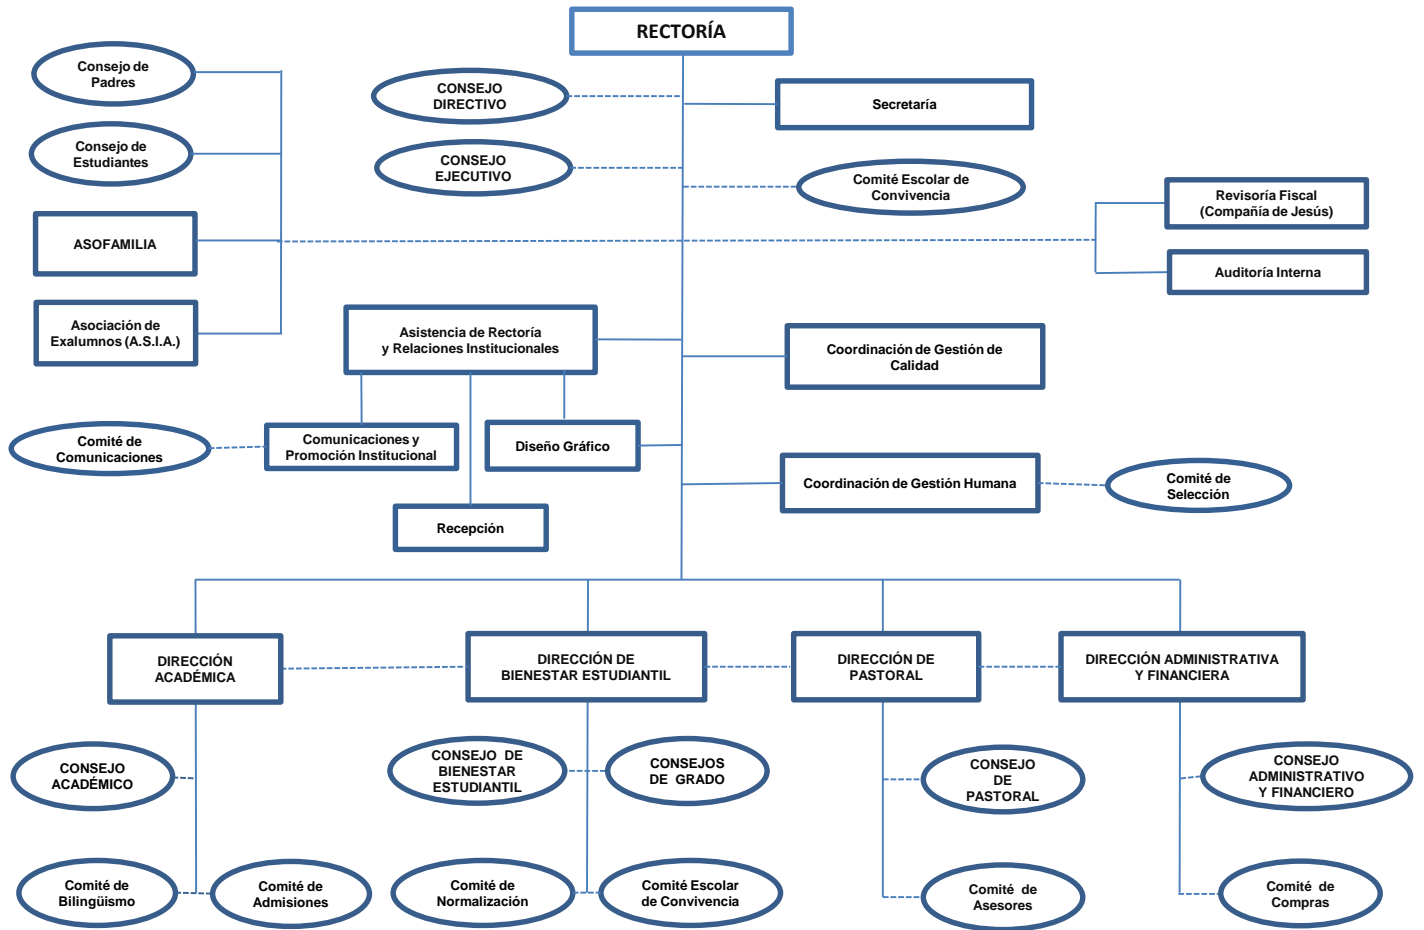 RECTORÍA
Consejo de
Padres
CONSEJO
DIRECTIVO
Secretaría
Consejo de
Estudiantes
CONSEJO
EJECUTIVO
Comité Escolar de
Convivencia
Revisoría Fiscal
(Compañía de Jesús)
ASOFAMILIA
Auditoría Interna
Asociación de
Exalumnos (A.S.I.A.)
Asistencia de Rectoría
y Relaciones Institucionales
Coordinación de Gestión de
Calidad
Comité de
Comunicaciones
Comunicaciones y
Promoción Institucional
Diseño Gráfico
Coordinación de Gestión Humana
Comité de
Selección
Recepción
DIRECCIÓN
ACADÉMICA
DIRECCIÓN DE
BIENESTAR ESTUDIANTIL
DIRECCIÓN DE
PASTORAL
DIRECCIÓN ADMINISTRATIVA
Y FINANCIERA
CONSEJO
ACADÉMICO
CONSEJO DE
BIENESTAR
ESTUDIANTIL
CONSEJOS
DE GRADO
CONSEJO
DE
PASTORAL
CONSEJO
ADMINISTRATIVO
Y FINANCIERO
Comité de
Bilingüismo
Comité de
Admisiones
Comité de
Normalización
Comité Escolar
de Convivencia
Comité de
Asesores
Comité de
Compras